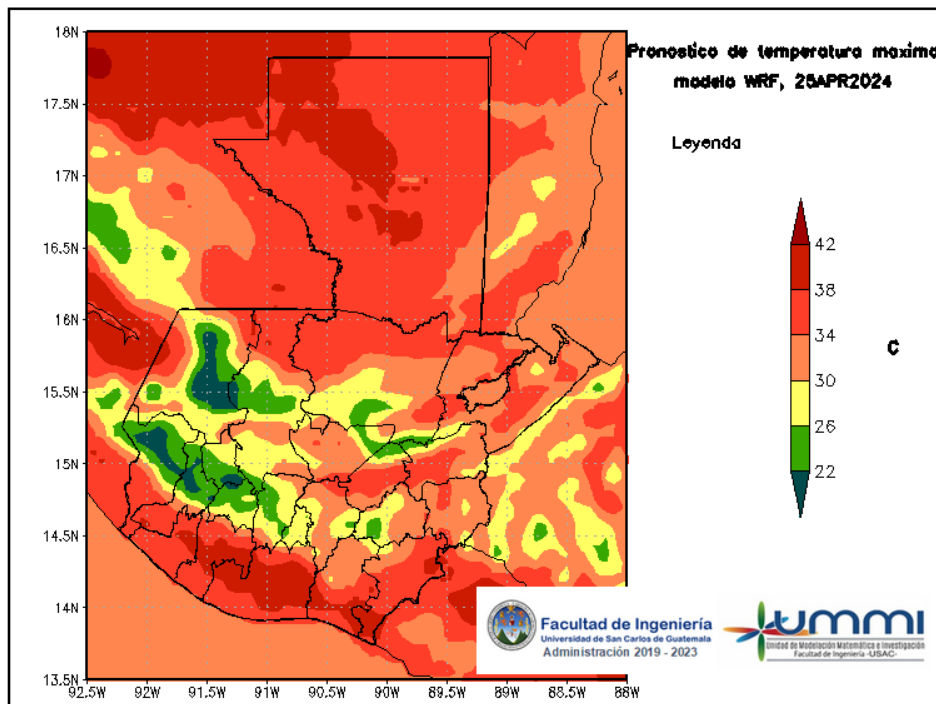 Pronostico de temperatura maxima
modelo WRF, 25APR2024
Leyenda
42
38
34
30
26
22
C
18N
17.5N
17N
16.5N
16N
15.5N
15N
14.5N
14N
13.5N
92.5W 92W 91.5W 91W 90.5W 90W 89.5W 89W 88.5W 88W
Facultad de Ingeniería
Universidad de San Carlos de Guatemala
Administración 2019 - 2023
UMMI
Unidad de Modelación Matemática e Investigación
Facultad de Ingeniería -USAC-